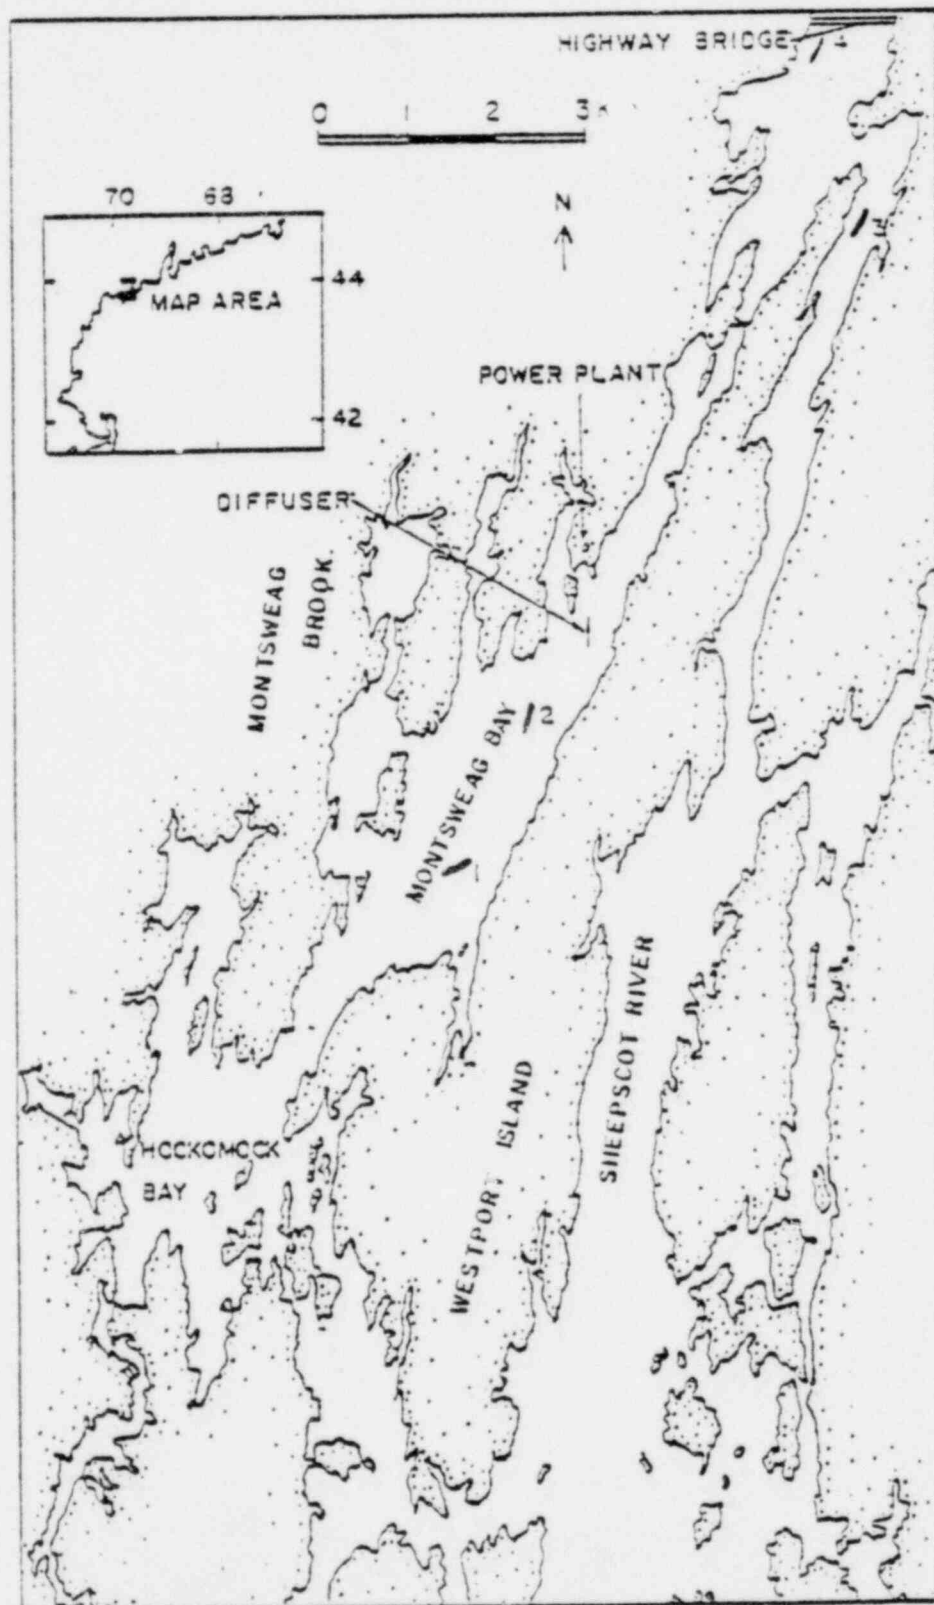 HIGHWAY BRIDGE 4
0 1 2 3
70 68
N
44
MAP AREA
POWER PLANT
42
DIFFUSER
MONTSWEAG
BROOK
2
MONTSWEAG BAY
1
SHEEPSCOT RIVER
WESTPORT ISLAND
HOCKOMOCK
BAY